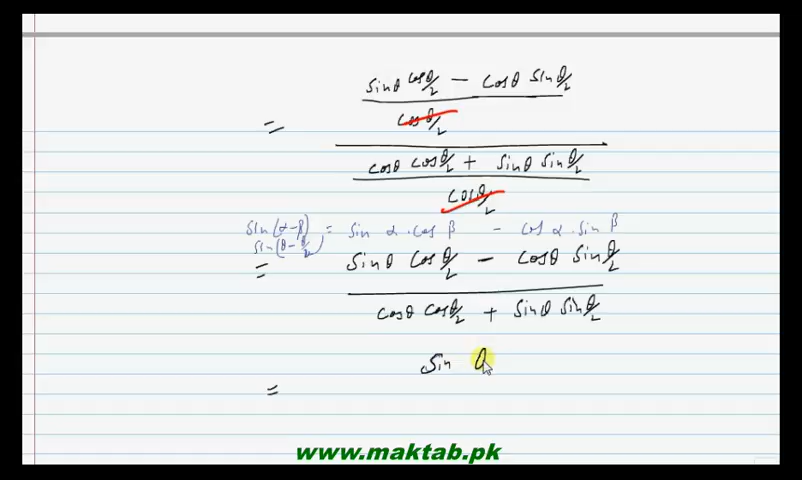 sinθ cosθ/2 − cosθ sinθ/2
=
cosθ/2
cosθ cosθ/2 + sinθ sinθ/2
cosθ/2
sin(α−β) = sin α . cos β − cos α . sin β
sin(θ−θ/2)
= sinθ cosθ/2 − cosθ sinθ/2
cosθ cosθ/2 + sinθ sinθ/2
sin θ
=
www.maktab.pk